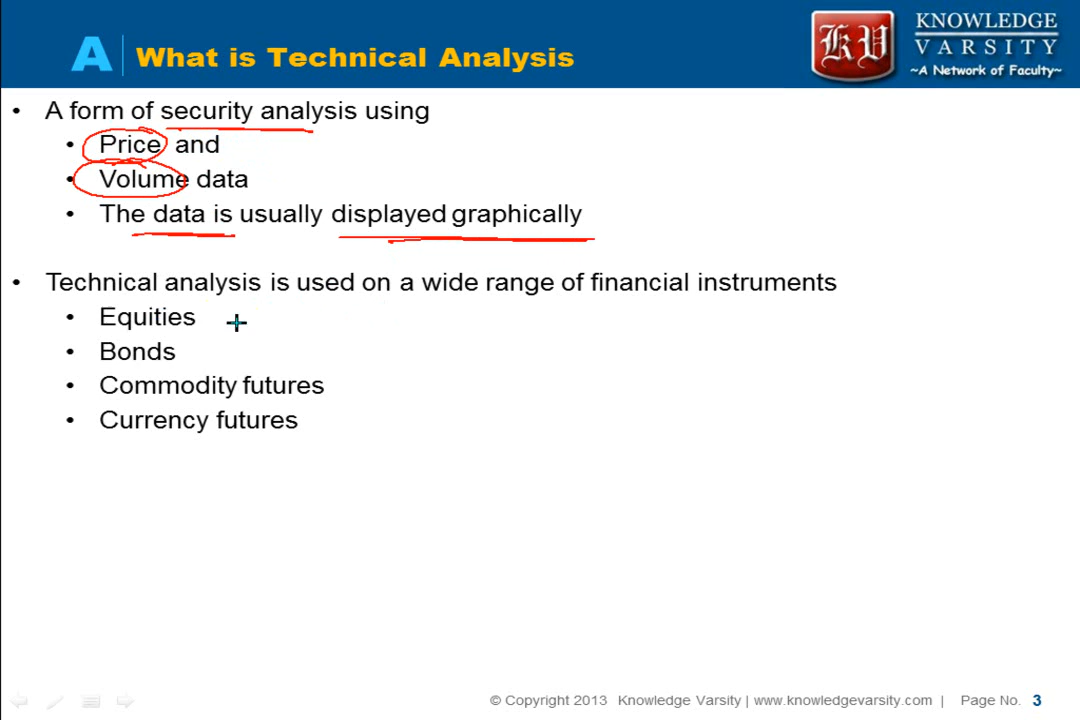 A
What is Technical Analysis
KV
KNOWLEDGE
VARSITY
~A Network of Faculty~
• A form of security analysis using
• Price and
• Volume data
• The data is usually displayed graphically
• Technical analysis is used on a wide range of financial instruments
• Equities
• Bonds
• Commodity futures
• Currency futures
© Copyright 2013 Knowledge Varsity | www.knowledgevarsity.com | Page No. 3